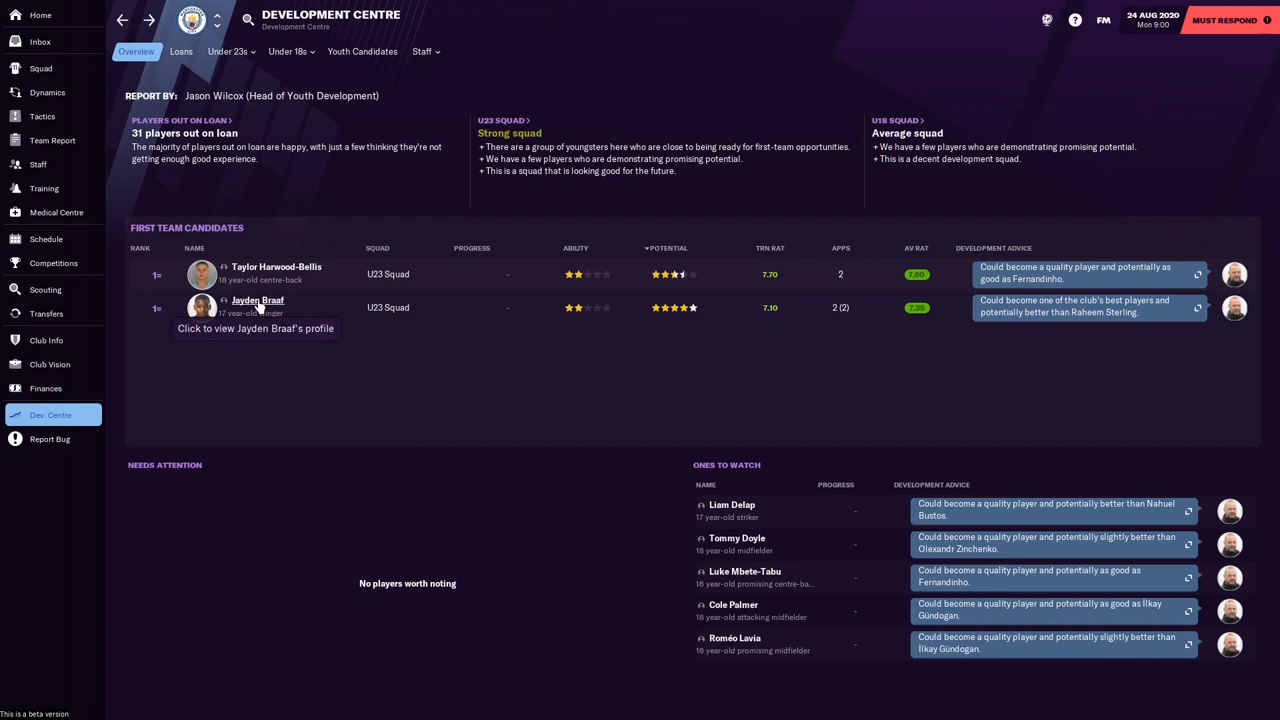 Home
Inbox
Squad
Dynamics
Tactics
Team Report
Staff
Training
Medical Centre
Schedule
Competitions
Scouting
Transfers
Club Info
Club Vision
Finances
Dev. Centre
Report Bug
This is a beta version
DEVELOPMENT CENTRE
Development Centre
?
FM
24 AUG 2020
Mon 9:00
MUST RESPOND
Overview Loans Under 23s Under 18s Youth Candidates Staff
REPORT BY: Jason Wilcox (Head of Youth Development)
PLAYERS OUT ON LOAN >
31 players out on loan
The majority of players out on loan are happy, with just a few thinking they're not
getting enough good experience.
U23 SQUAD >
Strong squad
+ There are a group of youngsters here who are close to being ready for first-team opportunities.
+ We have a few players who are demonstrating promising potential.
+ This is a squad that is looking good for the future.
U18 SQUAD >
Average squad
+ We have a few players who are demonstrating promising potential.
+ This is a decent development squad.
FIRST TEAM CANDIDATES
RANK NAME SQUAD PROGRESS ABILITY POTENTIAL TRN RAT APPS AV RAT DEVELOPMENT ADVICE
1= Taylor Harwood-Bellis U23 Squad - 7.70 2 7.60
18 year-old centre-back
Could become a quality player and potentially as
good as Fernandinho.
1= Jayden Braaf U23 Squad - 7.10 2 (2) 7.35
17 year-old winger
Could become one of the club's best players and
potentially better than Raheem Sterling.
Click to view Jayden Braaf's profile
NEEDS ATTENTION
No players worth noting
ONES TO WATCH
NAME PROGRESS DEVELOPMENT ADVICE
Liam Delap -
17 year-old striker
Could become a quality player and potentially better than Nahuel
Bustos.
Tommy Doyle -
18 year-old midfielder
Could become a quality player and potentially slightly better than
Olexandr Zinchenko.
Luke Mbete-Tabu -
16 year-old promising centre-ba...
Could become a quality player and potentially as good as
Fernandinho.
Cole Palmer -
18 year-old attacking midfielder
Could become a quality player and potentially as good as İlkay
Gündogan.
Roméo Lavia -
16 year-old promising midfielder
Could become a quality player and potentially slightly better than
İlkay Gündogan.